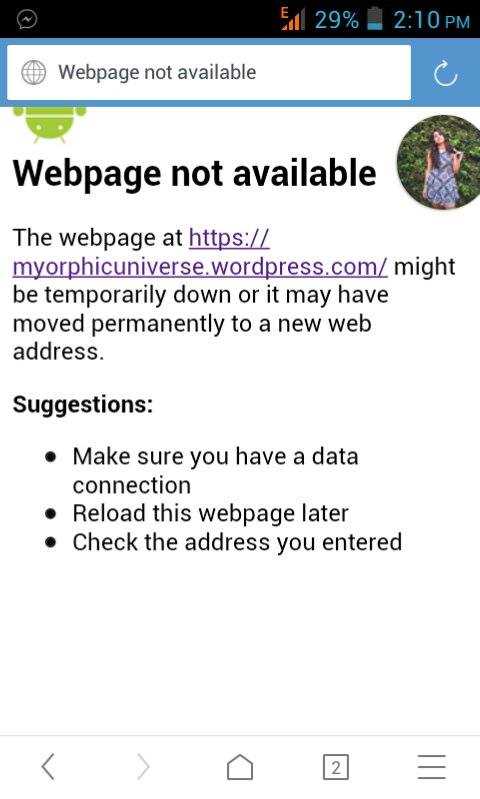 E 29% 2:10 PM
Webpage not available
Webpage not available
The webpage at https://
myorphicuniverse.wordpress.com/ might
be temporarily down or it may have
moved permanently to a new web
address.
Suggestions:
Make sure you have a data
connection
Reload this webpage later
Check the address you entered
2